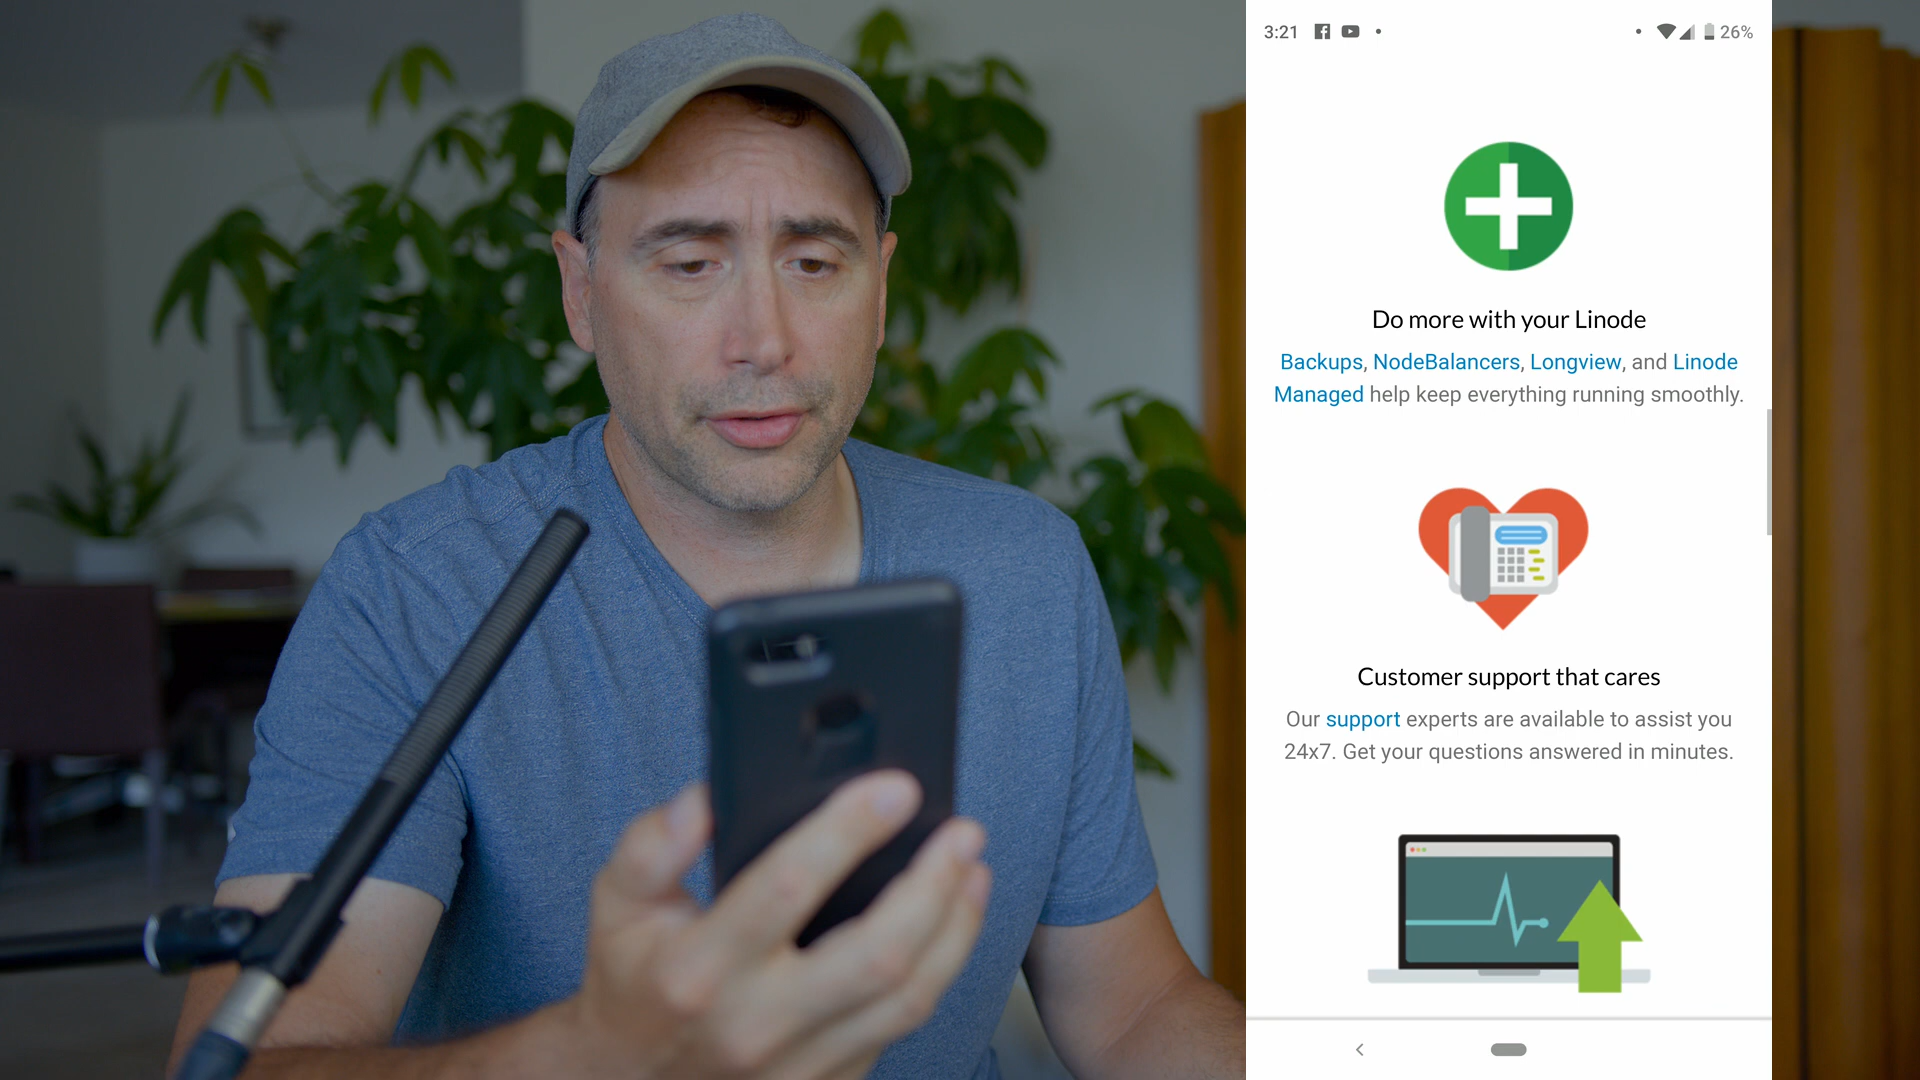 3:21
26%
Do more with your Linode
Backups, NodeBalancers, Longview, and Linode
Managed help keep everything running smoothly.
Customer support that cares
Our support experts are available to assist you
24x7. Get your questions answered in minutes.